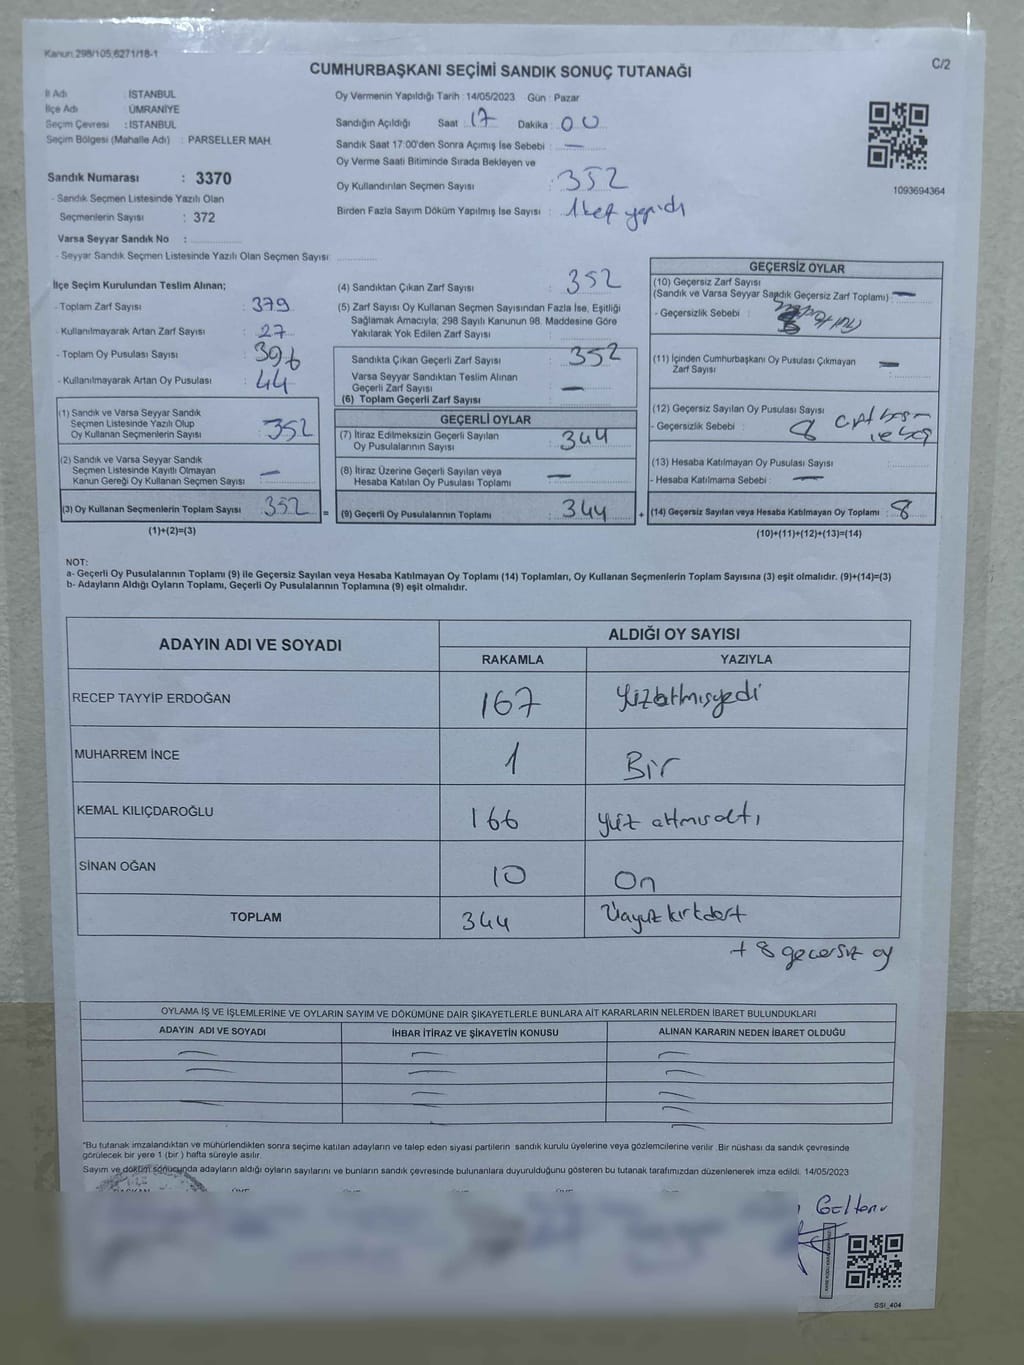 Kanun 298/105,6271/18-1
C/2
CUMHURBAŞKANI SEÇİMİ SANDIK SONUÇ TUTANAĞI
İl Adı : İSTANBUL
İlçe Adı : ÜMRANİYE
Seçim Çevresi : İSTANBUL
Seçim Bölgesi (Mahalle Adı) : PARSELLER MAH.
Sandık Numarası : 3370
- Sandık Seçmen Listesinde Yazılı Olan
Seçmenlerin Sayısı : 372
Varsa Seyyar Sandık No :
- Seyyar Sandık Seçmen Listesinde Yazılı Olan Seçmen Sayısı:
Oy Vermenin Yapıldığı Tarih : 14/05/2023 Gün : Pazar
Sandığın Açıldığı Saat : 17 Dakika : 00
Sandık Saat 17:00'den Sonra Açımış İse Sebebi : —
Oy Verme Saati Bitiminde Sırada Bekleyen ve
Oy Kullandırılan Seçmen Sayısı : 352
Birden Fazla Sayım Döküm Yapılmış İse Sayısı : 1 kez yapıldı
1093694364
İlçe Seçim Kurulundan Teslim Alınan;
- Toplam Zarf Sayısı : 379
- Kullanılmayarak Artan Zarf Sayısı : 27
- Toplam Oy Pusulası Sayısı : 396
- Kullanılmayarak Artan Oy Pusulası : 44
(1) Sandık ve Varsa Seyyar Sandık
Seçmen Listesinde Yazılı Olup
Oy Kullanan Seçmenlerin Sayısı : 352
(2) Sandık ve Varsa Seyyar Sandık
Seçmen Listesinde Kayıtlı Olmayan
Kanun Gereği Oy Kullanan Seçmen Sayısı : —
(3) Oy Kullanan Seçmenlerin Toplam Sayısı : 352 =
(1)+(2)=(3)
(4) Sandıktan Çıkan Zarf Sayısı : 352
(5) Zarf Sayısı Oy Kullanan Seçmen Sayısından Fazla İse, Eşitliği
Sağlamak Amacıyla; 298 Sayılı Kanunun 98. Maddesine Göre
Yakılarak Yok Edilen Zarf Sayısı :
Sandıkta Çıkan Geçerli Zarf Sayısı : 352
Varsa Seyyar Sandıktan Teslim Alınan
Geçerli Zarf Sayısı : —
(6) Toplam Geçerli Zarf Sayısı :
GEÇERLİ OYLAR
(7) İtiraz Edilmeksizin Geçerli Sayılan
Oy Pusulalarının Sayısı : 344
(8) İtiraz Üzerine Geçerli Sayılan veya
Hesaba Katılan Oy Pusulası Toplamı : —
(9) Geçerli Oy Pusulalarının Toplamı : 344 +
GEÇERSİZ OYLAR
(10) Geçersiz Zarf Sayısı
(Sandık ve Varsa Seyyar Sandık Geçersiz Zarf Toplamı) : —
- Geçersizlik Sebebi :
(11) İçinden Cumhurbaşkanı Oy Pusulası Çıkmayan
Zarf Sayısı : —
(12) Geçersiz Sayılan Oy Pusulası Sayısı
- Geçersizlik Sebebi : 8
(13) Hesaba Katılmayan Oy Pusulası Sayısı :
- Hesaba Katılmama Sebebi : —
(14) Geçersiz Sayılan veya Hesaba Katılmayan Oy Toplamı : 8
(10)+(11)+(12)+(13)=(14)
NOT:
a- Geçerli Oy Pusulalarının Toplamı (9) ile Geçersiz Sayılan veya Hesaba Katılmayan Oy Toplamı (14) Toplamları, Oy Kullanan Seçmenlerin Toplam Sayısına (3) eşit olmalıdır. (9)+(14)=(3)
b- Adayların Aldığı Oyların Toplamı, Geçerli Oy Pusulalarının Toplamına (9) eşit olmalıdır.
ADAYIN ADI VE SOYADI ALDIĞI OY SAYISI
RAKAMLA YAZIYLA
RECEP TAYYİP ERDOĞAN 167 Yüzaltmışyedi
MUHARREM İNCE 1 Bir
KEMAL KILIÇDAROĞLU 166 yüz altmışaltı
SİNAN OĞAN 10 On
TOPLAM 344 Üçyüz kırkdört
+ 8 geçersiz oy
OYLAMA İŞ VE İŞLEMLERİNE VE OYLARIN SAYIM VE DÖKÜMÜNE DAİR ŞİKAYETLERLE BUNLARA AİT KARARLARIN NELERDEN İBARET BULUNDUKLARI
ADAYIN ADI VE SOYADI İHBAR İTİRAZ VE ŞİKAYETİN KONUSU ALINAN KARARIN NEDEN İBARET OLDUĞU
*Bu tutanak imzalandıktan ve mühürlendikten sonra seçime katılan adayların ve talep eden siyasi partilerin sandık kurulu üyelerine veya gözlemcilerine verilir. Bir nüshası da sandık çevresinde
görülecek bir yere 1 (bir ) hafta süreyle asılır.
Sayım ve döküm sonucunda adayların aldığı oyların sayılarını ve bunların sandık çevresinde bulunanlara duyurulduğunu gösteren bu tutanak tarafımızdan düzenlenerek imza edildi. 14/05/2023
SSI_404